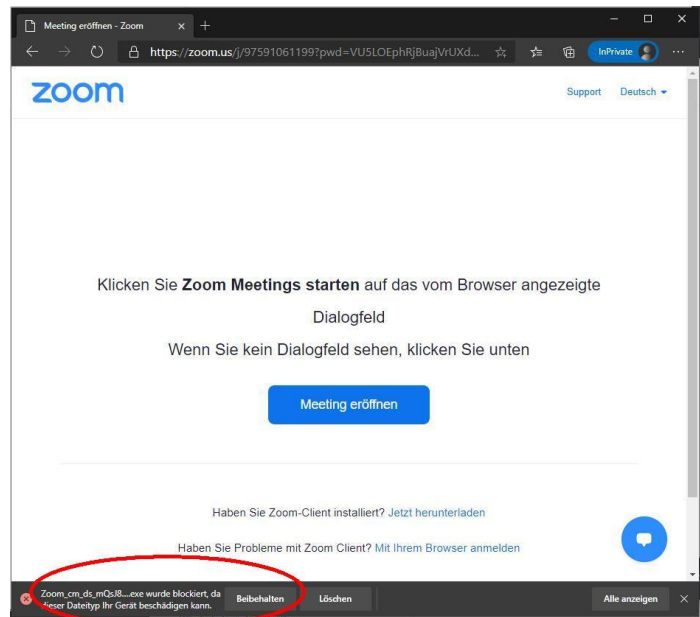 Meeting eröffnen - Zoom
https://zoom.us/j/97591061199?pwd=VU5LOEphRjBuajVrUXd...
InPrivate
zoom
Support Deutsch
Klicken Sie Zoom Meetings starten auf das vom Browser angezeigte
Dialogfeld
Wenn Sie kein Dialogfeld sehen, klicken Sie unten
Meeting eröffnen
Haben Sie Zoom-Client installiert? Jetzt herunterladen
Haben Sie Probleme mit Zoom Client? Mit Ihrem Browser anmelden
Zoom_cm_ds_mQsJ8....exe wurde blockiert, da
dieser Dateityp Ihr Gerät beschädigen kann.
Beibehalten Löschen Alle anzeigen